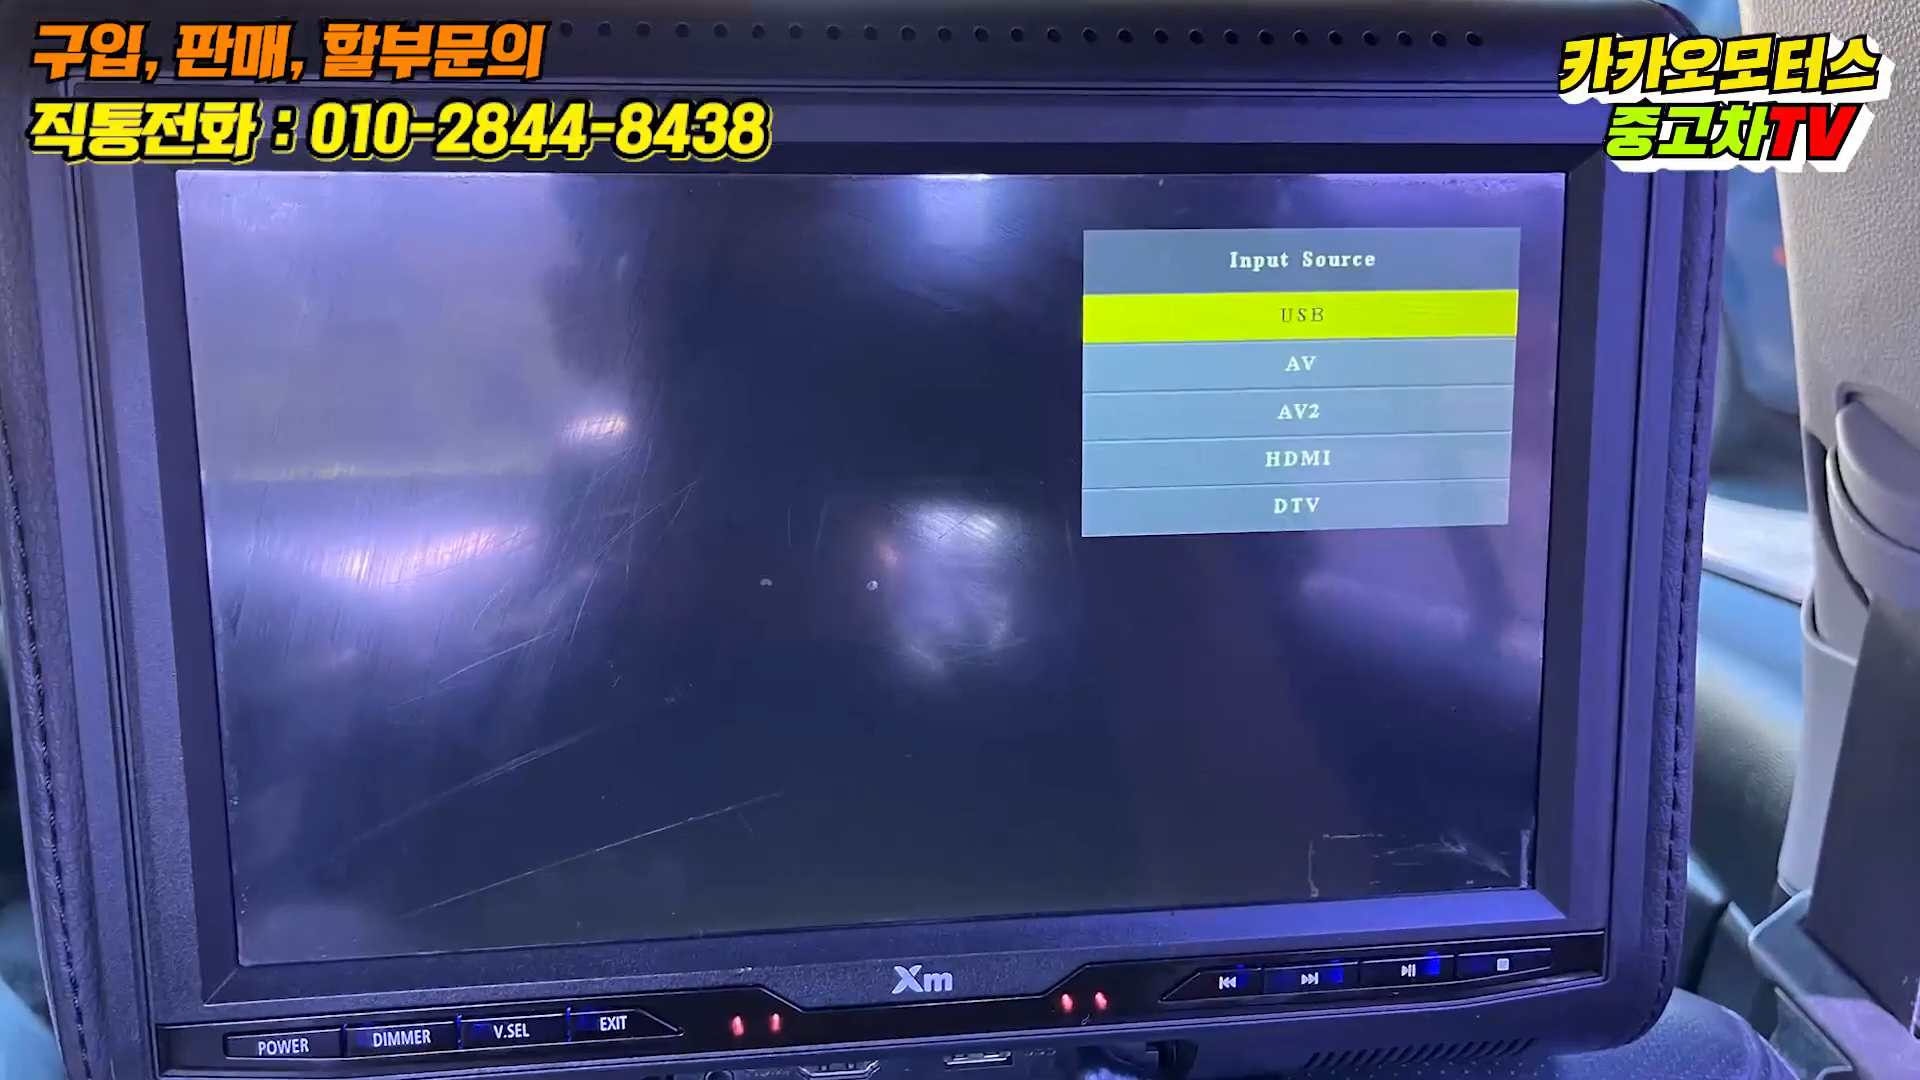 구입, 판매, 할부문의
직통전화 : 010-2844-8438
카카오모터스
중고차TV
Input Source
USB
AV
AV2
HDMI
DTV
Xm
POWER
DIMMER
V.SEL
EXIT